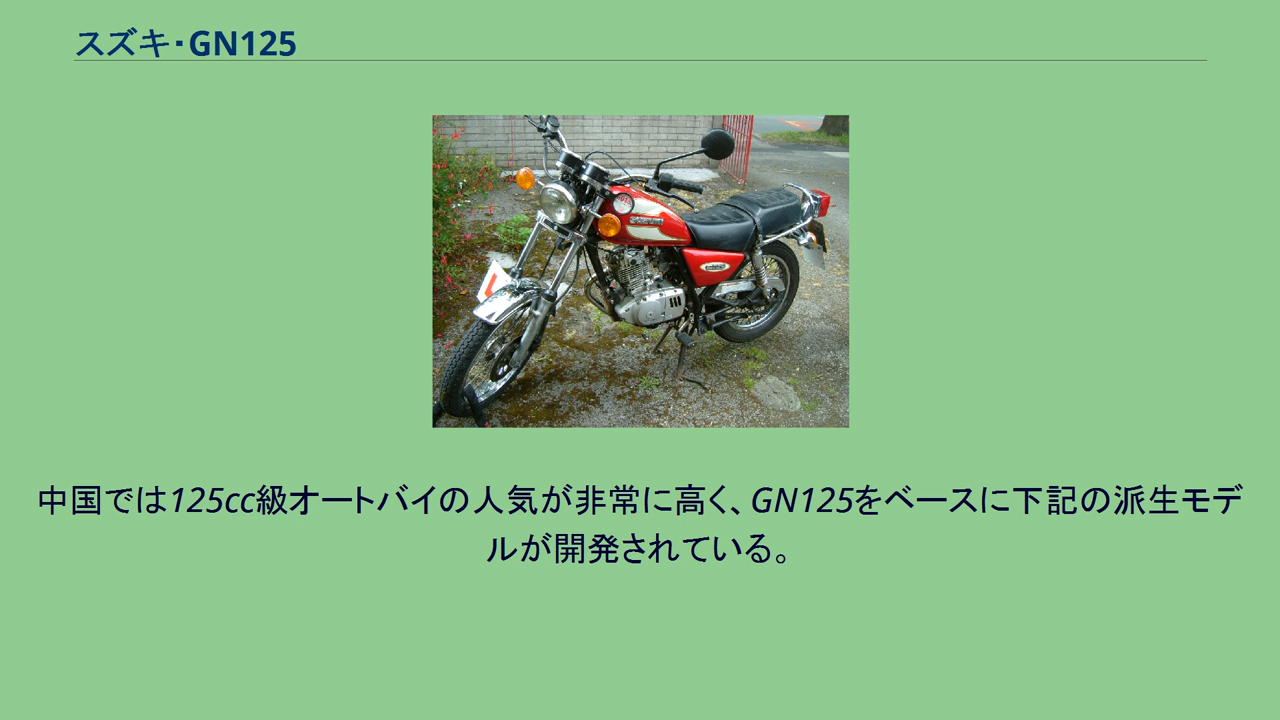 スズキ・GN125
中国では125cc級オートバイの人気が非常に高く、GN125をベースに下記の派生モデ
ルが開発されている。